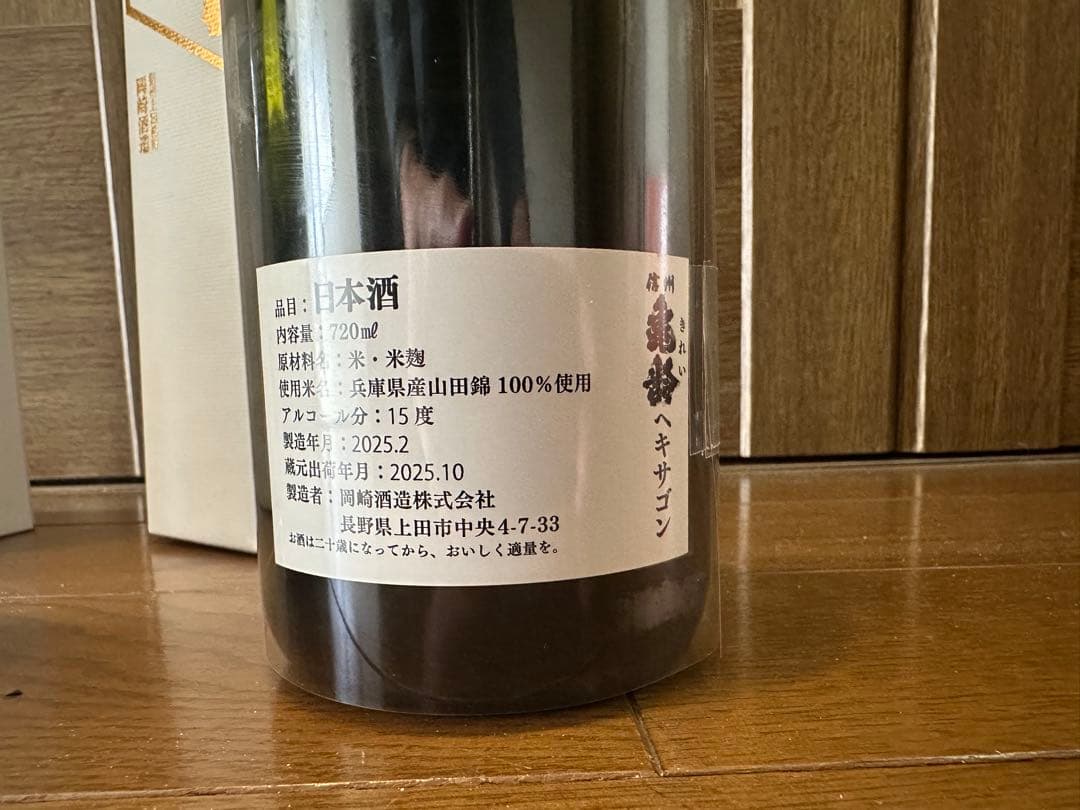 品目：日本酒
内容量：720㎖
原材料名：米・米麹
使用米名：兵庫県産山田錦 100％使用
アルコール分：15 度
製造年月：2025.2
蔵元出荷年月：2025.10
製造者：岡崎酒造株式会社
長野県上田市中央4-7-33
お酒は二十歳になってから、おいしく適量を。
信州
亀齢
きれい
ヘキサゴン